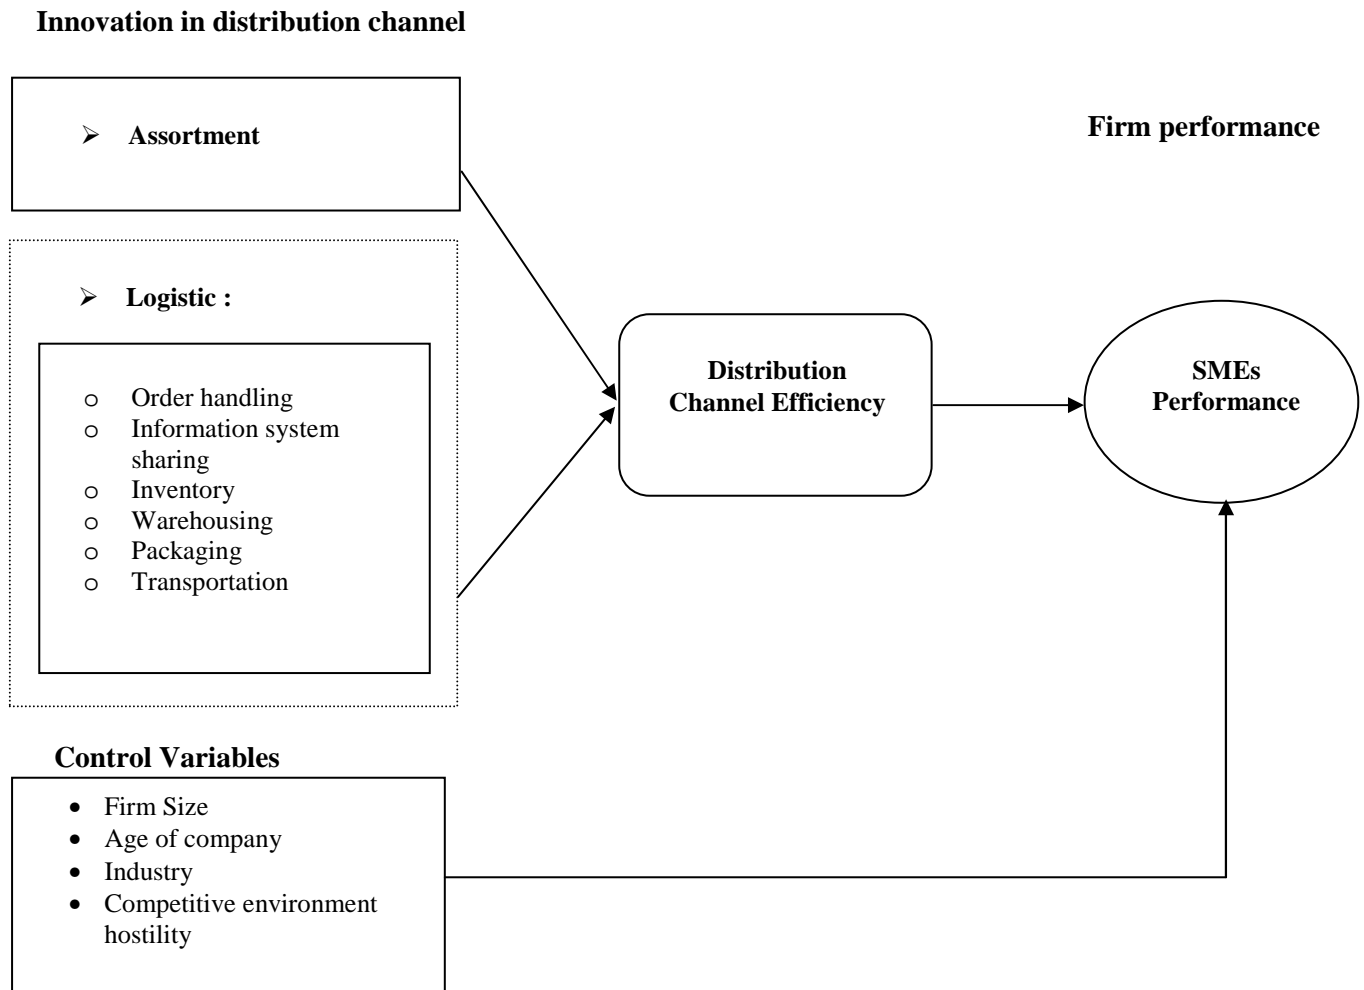 Innovation in distribution channel
➢ Assortment
Firm performance
➢ Logistic :
o Order handling
o Information system
sharing
o Inventory
o Warehousing
o Packaging
o Transportation
Distribution
Channel Efficiency
SMEs
Performance
Control Variables
• Firm Size
• Age of company
• Industry
• Competitive environment
hostility